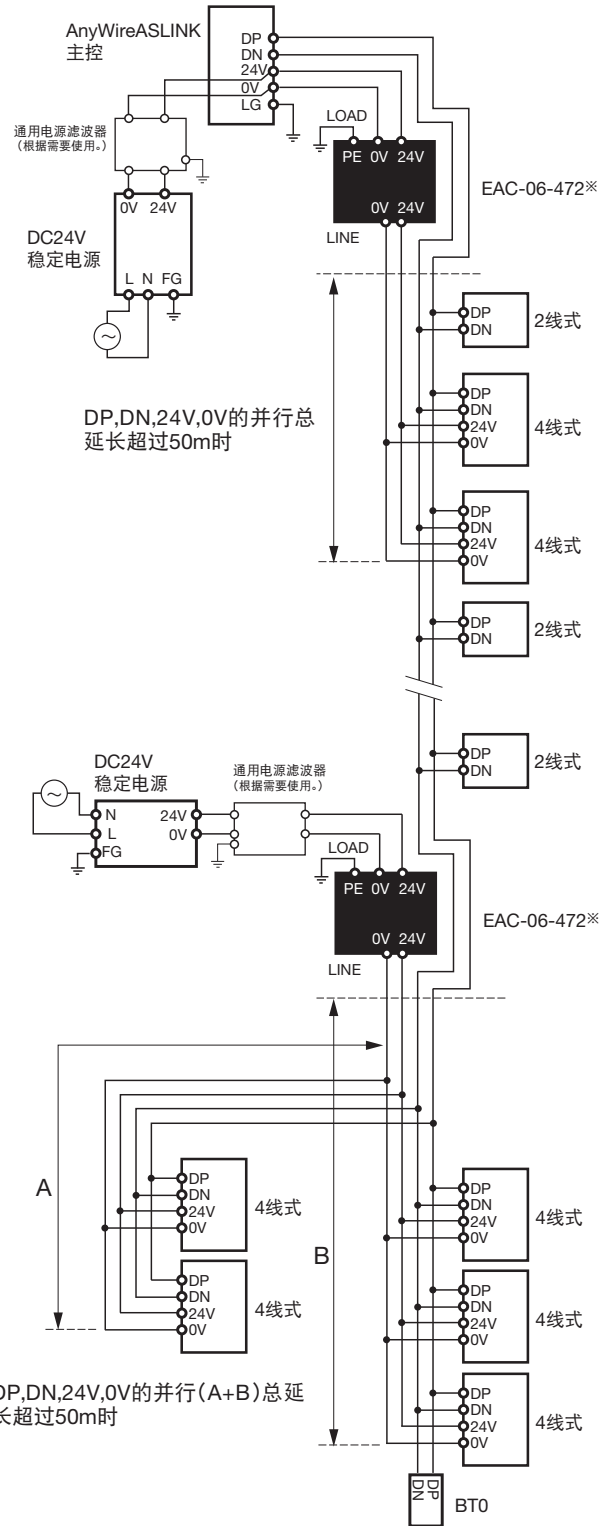 AnyWireASLINK
主控
DP
DN
24V
0V
LG
通用电源滤波器
(根据需要使用。)
0V 24V
DC24V
稳定电源
L N FG
LOAD
PE 0V 24V
0V 24V
LINE
EAC-06-472※
DP
DN
2线式
DP
DN
24V
0V
4线式
DP,DN,24V,0V的并行总
延长超过50m时
DP
DN
24V
0V
4线式
DP
DN
2线式
DP
DN
2线式
DC24V
稳定电源
N
L
FG
24V
0V
通用电源滤波器
(根据需要使用。)
LOAD
PE 0V 24V
0V 24V
LINE
EAC-06-472※
A
B
DP
DN
24V
0V
4线式
DP
DN
24V
0V
4线式
DP
DN
24V
0V
4线式
DP
DN
24V
0V
4线式
DP
DN
24V
0V
4线式
DP,DN,24V,0V的并行(A+B)总延
长超过50m时
DP
DN
BT0